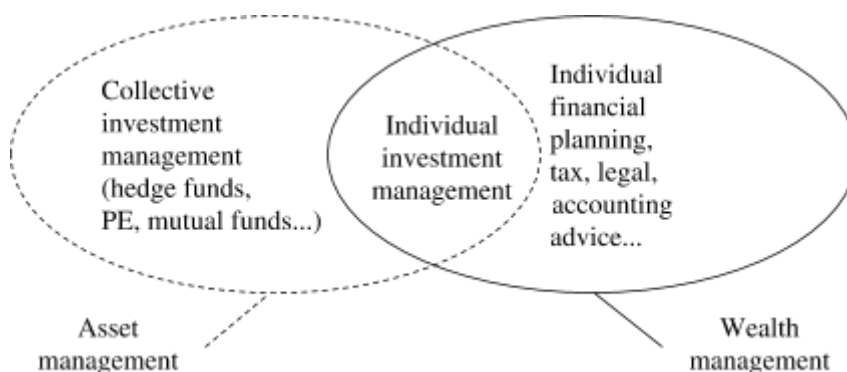 Collective
investment
management
(hedge funds,
PE, mutual funds...)
Individual
investment
management
Individual
financial
planning,
tax, legal,
accounting
advice...
Asset
management
Wealth
management